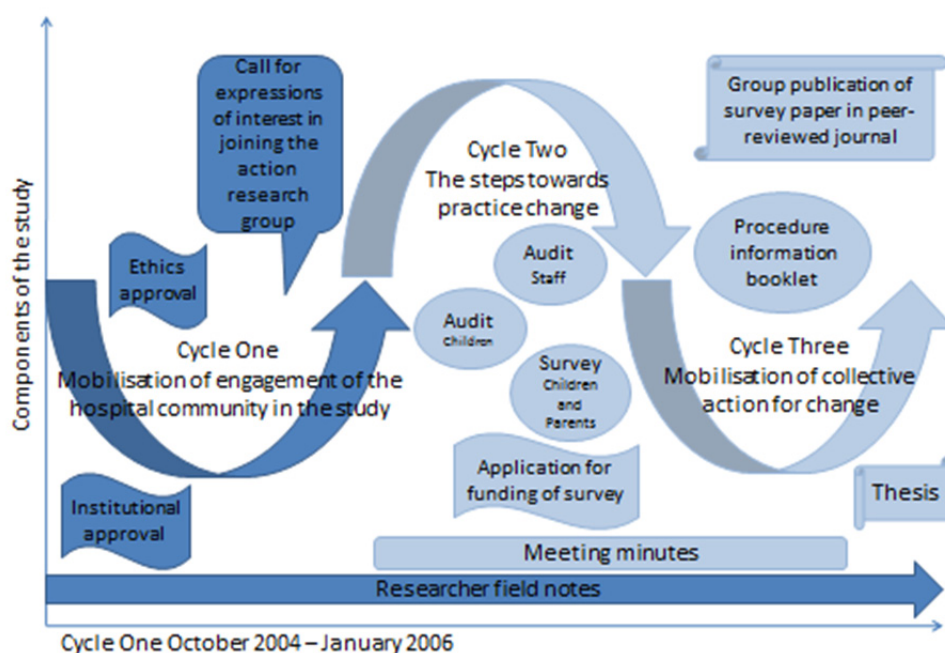 Components of the study
Call for
expressions
of interest in
joining the
action
research
group
Group publication of
survey paper in peer-
reviewed journal
Cycle Two
The steps towards
practice change
Ethics
approval
Audit
Staff
Procedure
information
booklet
Audit
Children
Cycle One
Mobilisation of engagement of the
hospital community in the study
Survey
Children
and
Parents
Cycle Three
Mobilisation of collective
action for change
Institutional
approval
Application for
funding of survey
Thesis
Meeting minutes
Researcher field notes
Cycle One October 2004 – January 2006